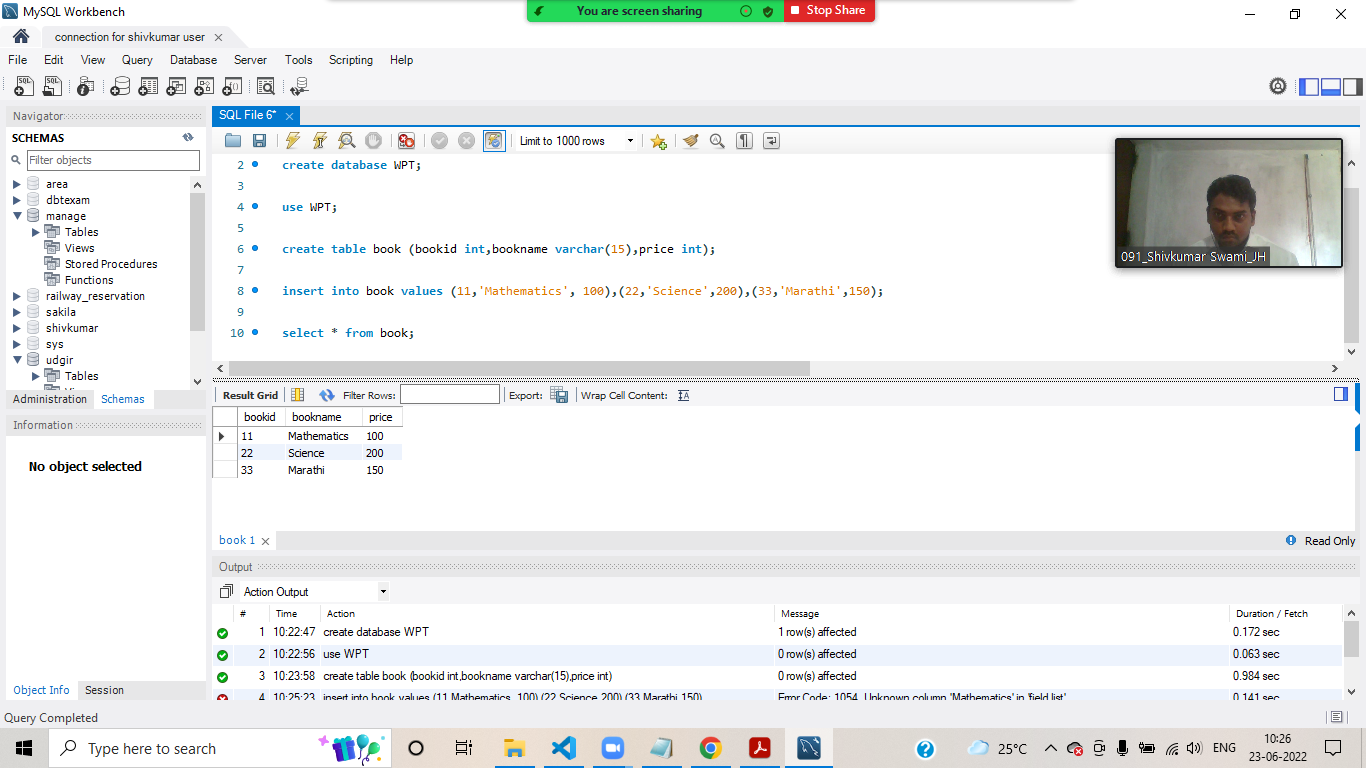 MySQL Workbench
You are screen sharing
Stop Share
connection for shivkumar user
File Edit View Query Database Server Tools Scripting Help
Navigator
SCHEMAS
Filter objects
area
dbtexam
manage
Tables
Views
Stored Procedures
Functions
railway_reservation
sakila
shivkumar
sys
udgir
Tables
Administration Schemas
Information
No object selected
Object Info Session
SQL File 6*
Limit to 1000 rows
2 create database WPT;
3
4 use WPT;
5
6 create table book (bookid int,bookname varchar(15),price int);
7
8 insert into book values (11,'Mathematics', 100),(22,'Science',200),(33,'Marathi',150);
9
10 select * from book;
091_Shivkumar Swami_JH
Result Grid Filter Rows: Export: Wrap Cell Content:
bookid bookname price
11 Mathematics 100
22 Science 200
33 Marathi 150
book 1
Read Only
Output
Action Output
# Time Action Message Duration / Fetch
1 10:22:47 create database WPT 1 row(s) affected 0.172 sec
2 10:22:56 use WPT 0 row(s) affected 0.063 sec
3 10:23:58 create table book (bookid int,bookname varchar(15),price int) 0 row(s) affected 0.984 sec
4 10:25:23 insert into book values (11,Mathematics, 100),(22,Science,200),(33,Marathi,150) Error Code: 1054. Unknown column 'Mathematics' in 'field list' 0.141 sec
Query Completed
Type here to search
25°C
ENG
10:26
23-06-2022